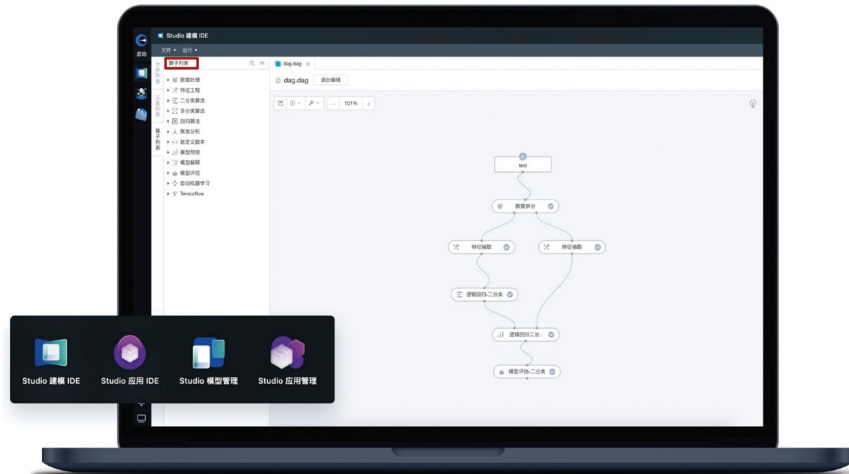 Studio 建模 IDE
启动
文件
运行
算子列表
dag.dag
dag.dag
退出编辑
101%
算子列表
数据处理
特征工程
二分类算法
多分类算法
回归算法
聚类分析
自定义脚本
模型预测
模型解释
模型评估
自动机器学习
Tensorflow
text
数据拆分
特征抽取
特征抽取
逻辑回归-二分类
逻辑回归二分..
模型评估-二分类
Studio 建模 IDE
Studio 应用 IDE
Studio 模型管理
Studio 应用管理